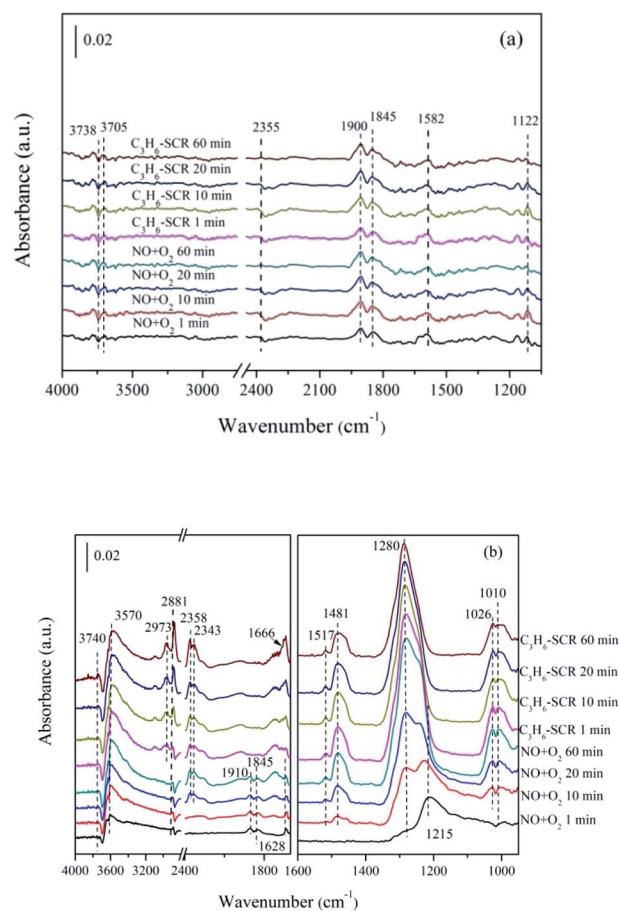 (a)
0.02
3738 3705 2355 1900 1845 1582 1122
C3H6-SCR 60 min
C3H6-SCR 20 min
C3H6-SCR 10 min
C3H6-SCR 1 min
NO+O2 60 min
NO+O2 20 min
NO+O2 10 min
NO+O2 1 min
Absorbance (a.u.)
4000 3500 3000 2400 2100 1800 1500 1200
Wavenumber (cm-1)
(b)
0.02
3740 3570 2973 2881 2358 2343 1666
1910 1845 1628
1517 1481 1280 1215 1026 1010
C3H6-SCR 60 min
C3H6-SCR 20 min
C3H6-SCR 10 min
C3H6-SCR 1 min
NO+O2 60 min
NO+O2 20 min
NO+O2 10 min
NO+O2 1 min
Absorbance (a.u.)
4000 3600 3200 2800 2400 1800 1600 1400 1200 1000
Wavenumber (cm-1)